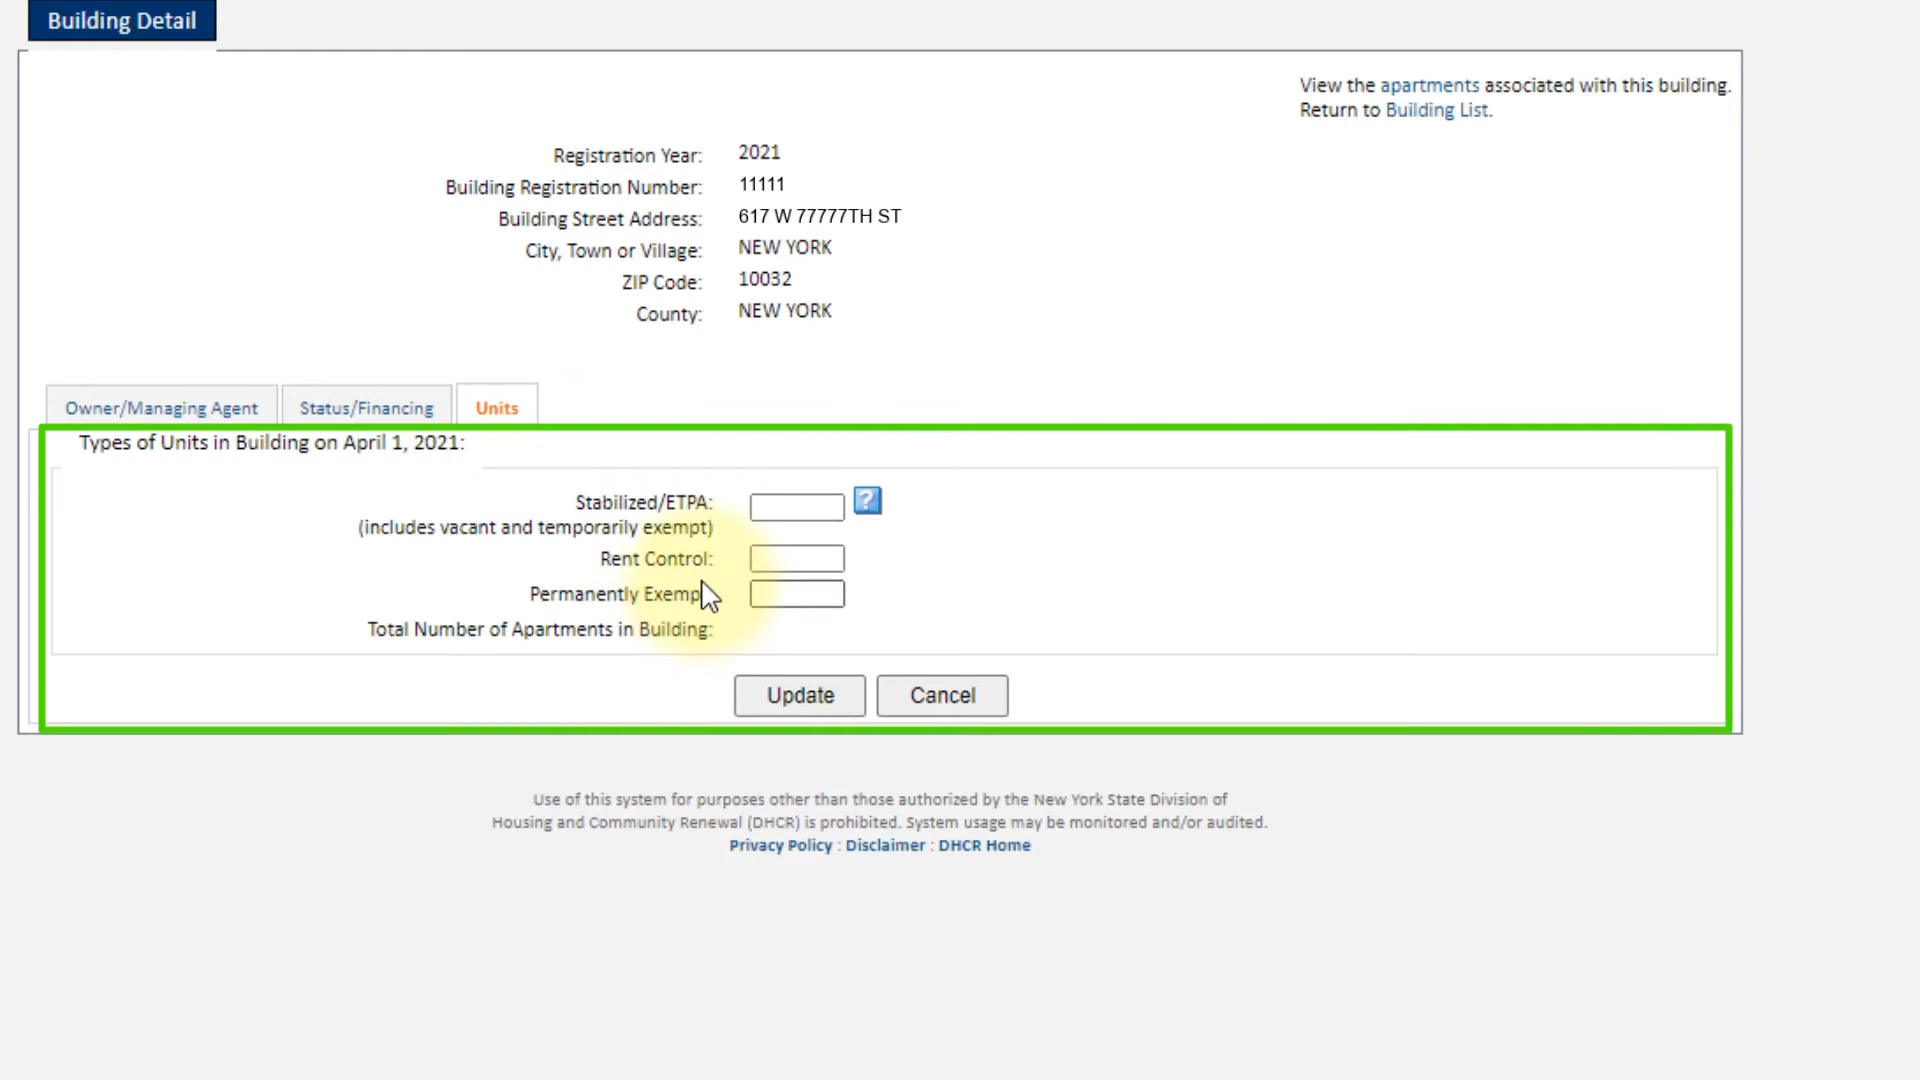 Building Detail
View the apartments associated with this building.
Return to Building List.
Registration Year: 2021
Building Registration Number: 11111
Building Street Address: 617 W 77777TH ST
City, Town or Village: NEW YORK
ZIP Code: 10032
County: NEW YORK
Owner/Managing Agent Status/Financing Units
Types of Units in Building on April 1, 2021:
Stabilized/ETPA: ?
(includes vacant and temporarily exempt)
Rent Control:
Permanently Exemp
Total Number of Apartments in Building:
Update Cancel
Use of this system for purposes other than those authorized by the New York State Division of
Housing and Community Renewal (DHCR) is prohibited. System usage may be monitored and/or audited.
Privacy Policy : Disclaimer : DHCR Home